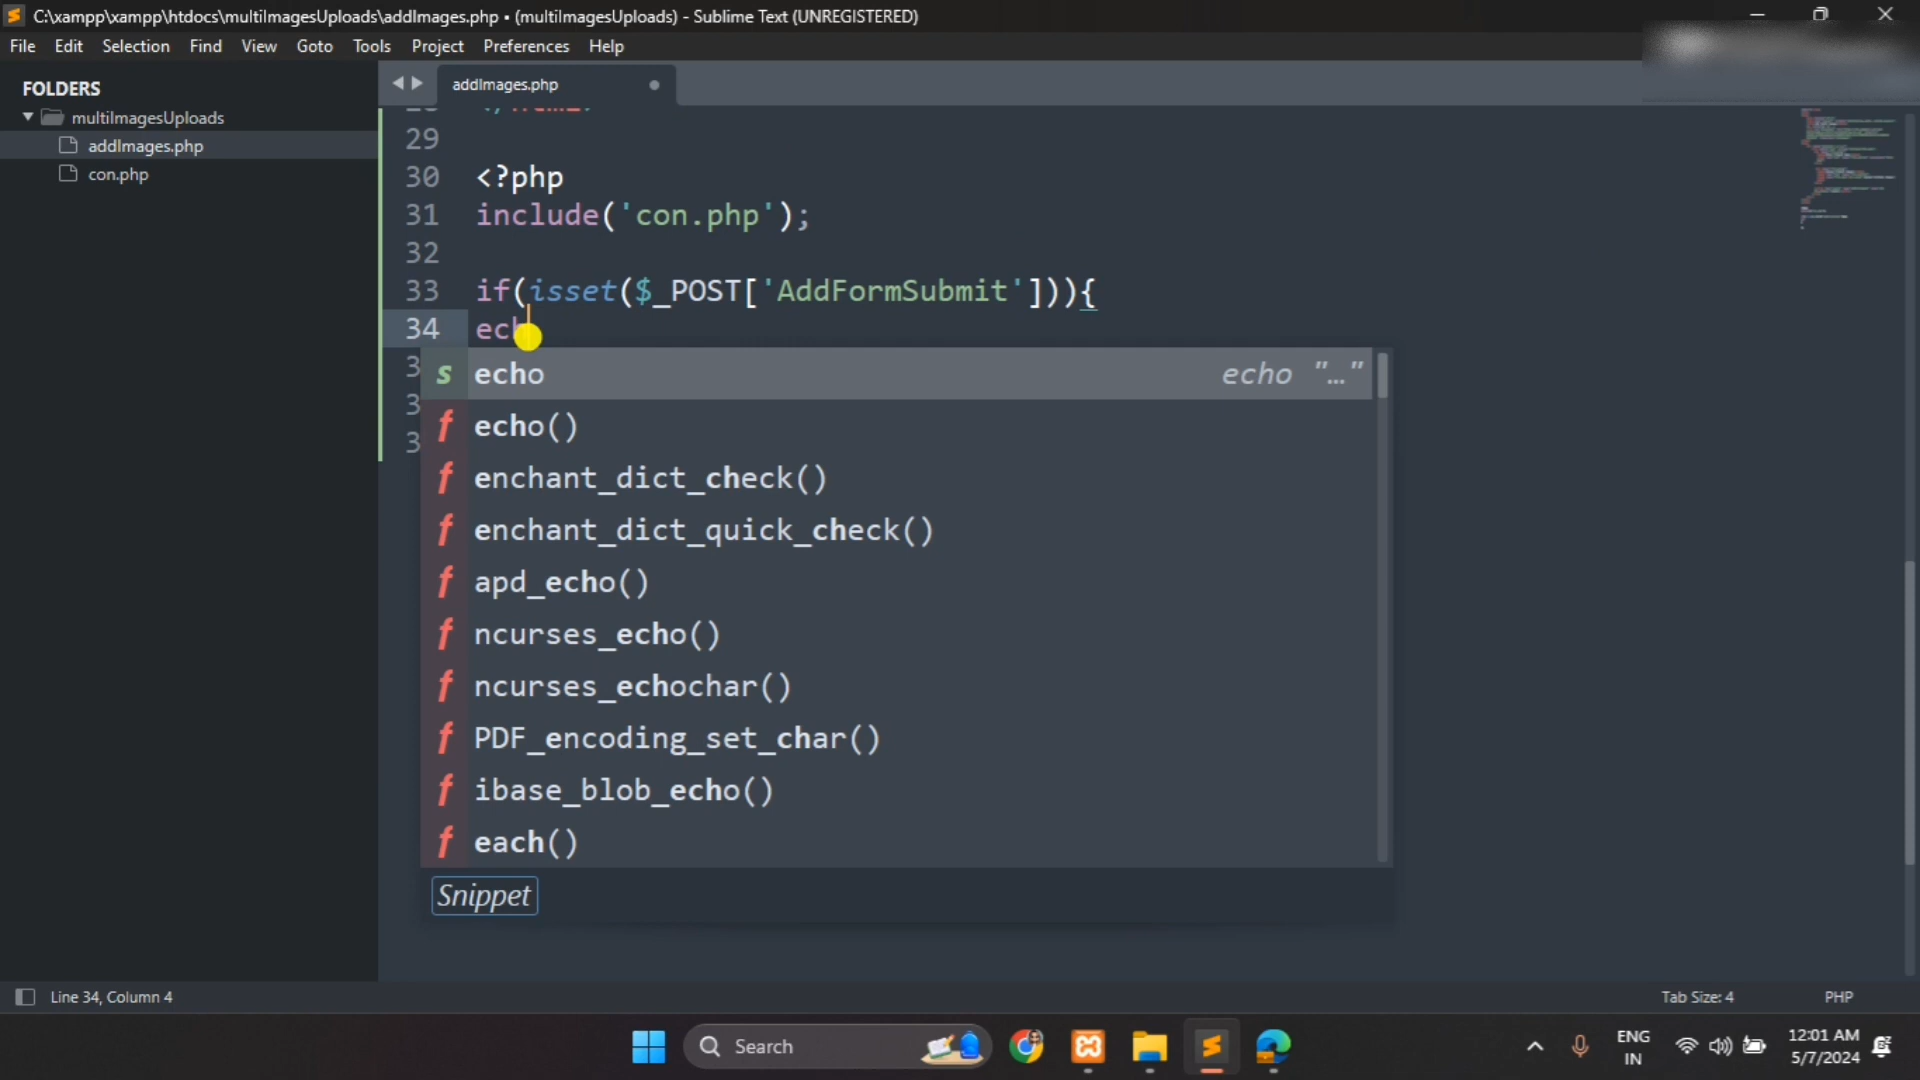 C:\xampp\xampp\htdocs\multiImagesUploads\addImages.php • (multiImagesUploads) - Sublime Text (UNREGISTERED)
File Edit Selection Find View Goto Tools Project Preferences Help
FOLDERS
multiImagesUploads
addImages.php
con.php
addImages.php
29
30 <?php
31 include('con.php');
32
33 if(isset($_POST['AddFormSubmit'])){
34 ech
3
3
3
s echo echo "…"
f echo()
f enchant_dict_check()
f enchant_dict_quick_check()
f apd_echo()
f ncurses_echo()
f ncurses_echochar()
f PDF_encoding_set_char()
f ibase_blob_echo()
f each()
Snippet
Line 34, Column 4
Tab Size: 4
PHP
Search
ENG
IN
12:01 AM
5/7/2024